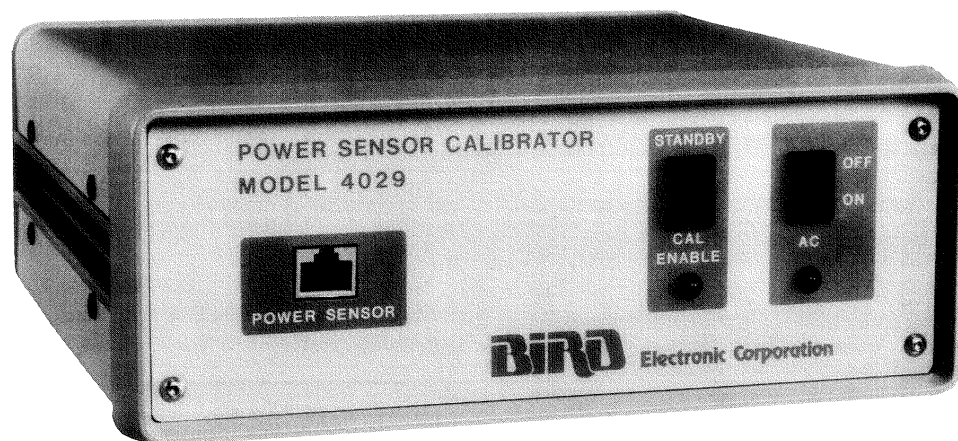 POWER SENSOR CALIBRATOR
MODEL 4029
POWER SENSOR
STANDBY
CAL
ENABLE
OFF
ON
AC
BIRD Electronic Corporation